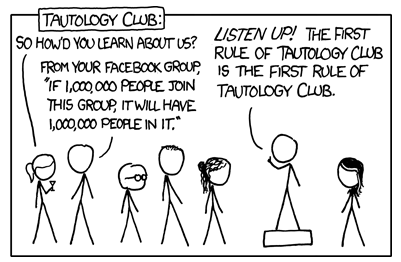 TAUTOLOGY CLUB:
SO HOW'D YOU LEARN ABOUT US?
FROM YOUR FACEBOOK GROUP,
"IF 1,000,000 PEOPLE JOIN
THIS GROUP, IT WILL HAVE
1,000,000 PEOPLE IN IT."
LISTEN UP! THE FIRST
RULE OF TAUTOLOGY CLUB
IS THE FIRST RULE OF
TAUTOLOGY CLUB.